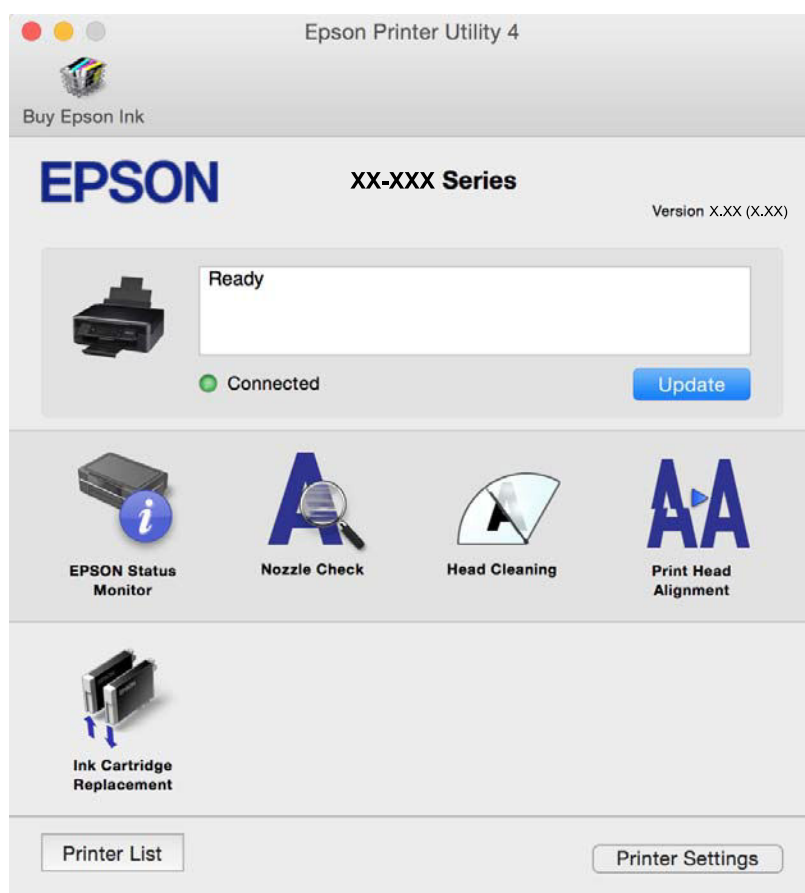 Epson Printer Utility 4
Buy Epson Ink
EPSON
XX-XXX Series
Version X.XX (X.XX)
Ready
Connected
Update
EPSON Status
Monitor
Nozzle Check
Head Cleaning
Print Head
Alignment
Ink Cartridge
Replacement
Printer List
Printer Settings